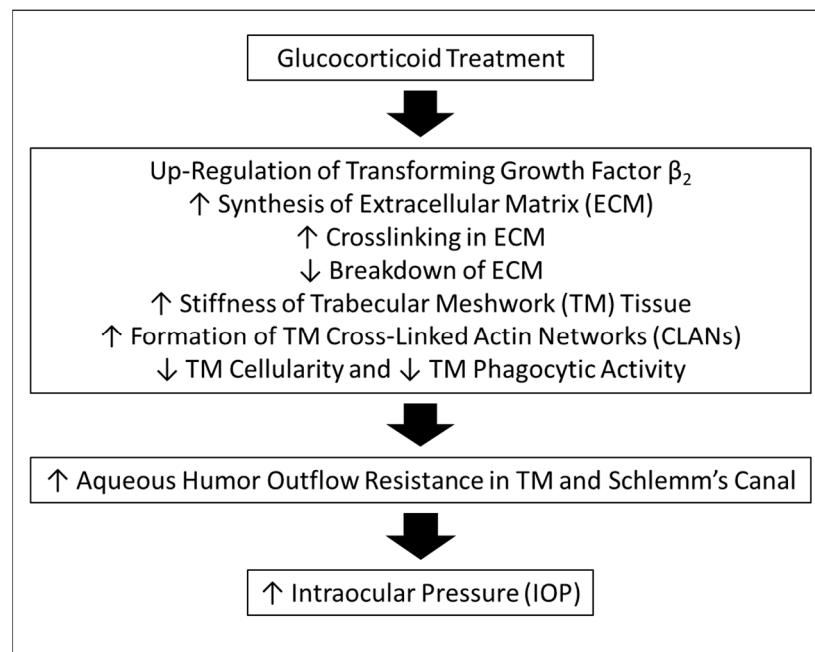 Glucocorticoid Treatment
Up-Regulation of Transforming Growth Factor β₂
↑ Synthesis of Extracellular Matrix (ECM)
↑ Crosslinking in ECM
↓ Breakdown of ECM
↑ Stiffness of Trabecular Meshwork (TM) Tissue
↑ Formation of TM Cross-Linked Actin Networks (CLANs)
↓ TM Cellularity and ↓ TM Phagocytic Activity
↑ Aqueous Humor Outflow Resistance in TM and Schlemm’s Canal
↑ Intraocular Pressure (IOP)